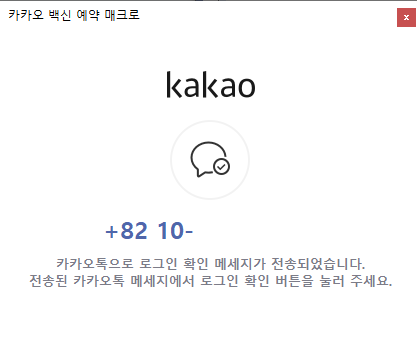 카카오 백신 예약 매크로
x
kakao
+82 10-
카카오톡으로 로그인 확인 메세지가 전송되었습니다.
전송된 카카오톡 메세지에서 로그인 확인 버튼을 눌러 주세요.